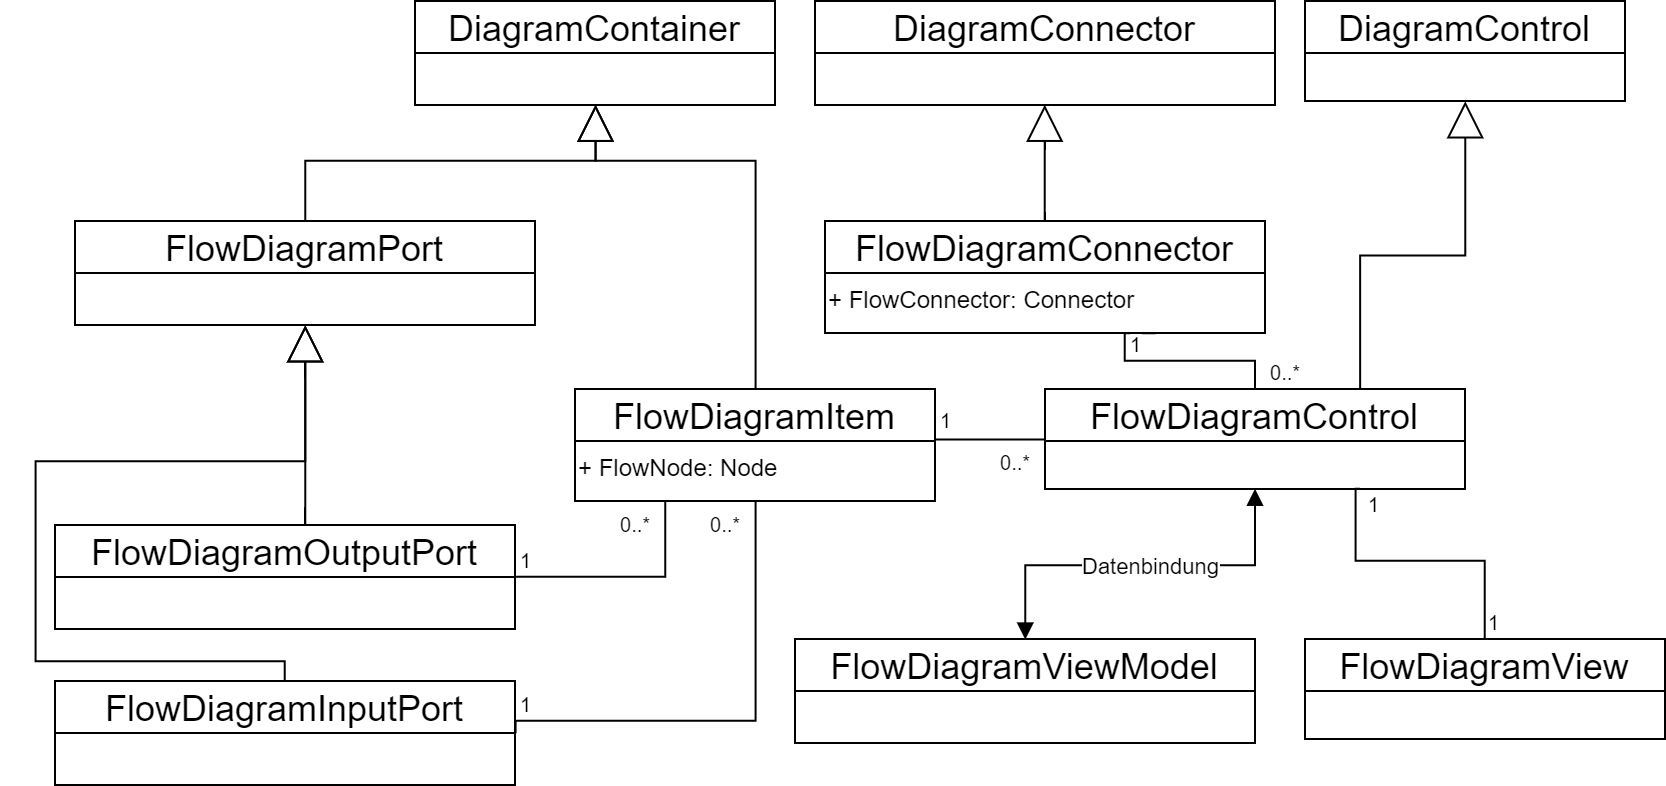 DiagramContainer
DiagramConnector
DiagramControl
FlowDiagramPort
FlowDiagramConnector
+ FlowConnector: Connector
1
0..*
FlowDiagramItem
+ FlowNode: Node
1
0..*
FlowDiagramControl
0..*
0..*
1
FlowDiagramOutputPort
1
Datenbindung
1
FlowDiagramViewModel
FlowDiagramView
FlowDiagramInputPort
1